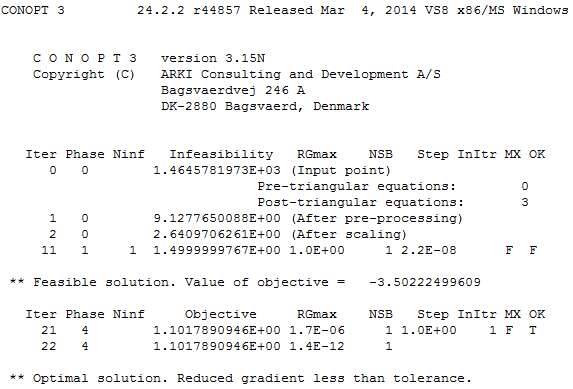 CONOPT 3         24.2.2 r44857 Released Mar  4, 2014 VS8 x86/MS Windows
C O N O P T 3   version 3.15N
Copyright (C)   ARKI Consulting and Development A/S
Bagsvaerdvej 246 A
DK-2880 Bagsvaerd, Denmark
Iter Phase Ninf   Infeasibility   RGmax    NSB   Step InItr MX OK
0   0        1.4645781973E+03 (Input point)
Pre-triangular equations:        0
Post-triangular equations:       3
1   0        9.1277650088E+00 (After pre-processing)
2   0        2.6409706261E+00 (After scaling)
11   1     1 1.4999999767E+00 1.0E+00     1 2.2E-08       F  F
** Feasible solution. Value of objective =   -3.50222499609
Iter Phase Ninf     Objective     RGmax    NSB   Step InItr MX OK
21   4        1.1017890946E+00 1.7E-06     1 1.0E+00    1 F  T
22   4        1.1017890946E+00 1.4E-12     1
** Optimal solution. Reduced gradient less than tolerance.